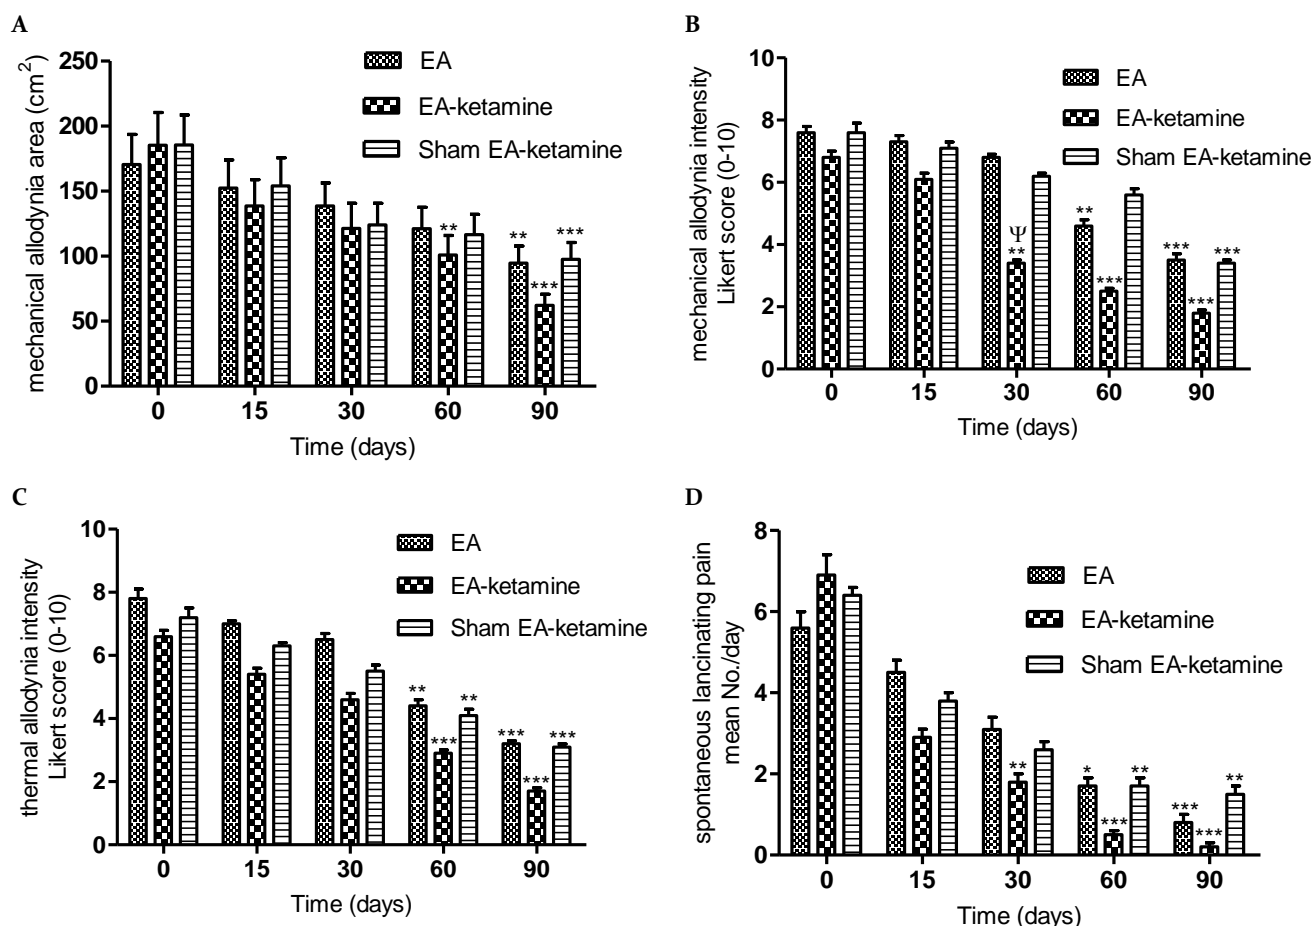 A
mechanical allodynia area (cm²)
250
200
150
100
50
0
EA
EA-ketamine
Sham EA-ketamine
** ** *** ***
0 15 30 60 90
Time (days)
B
mechanical allodynia intensity
Likert score (0-10)
10
8
6
4
2
0
EA
EA-ketamine
Sham EA-ketamine
Ψ
** ** *** *** *** ***
0 15 30 60 90
Time (days)
C
thermal allodynia intensity
Likert score (0-10)
10
8
6
4
2
0
EA
EA-ketamine
Sham EA-ketamine
** *** ** *** *** ***
0 15 30 60 90
Time (days)
D
spontaneous lancinating pain
mean No./day
8
6
4
2
0
EA
EA-ketamine
Sham EA-ketamine
** * *** ** *** *** **
0 15 30 60 90
Time (days)